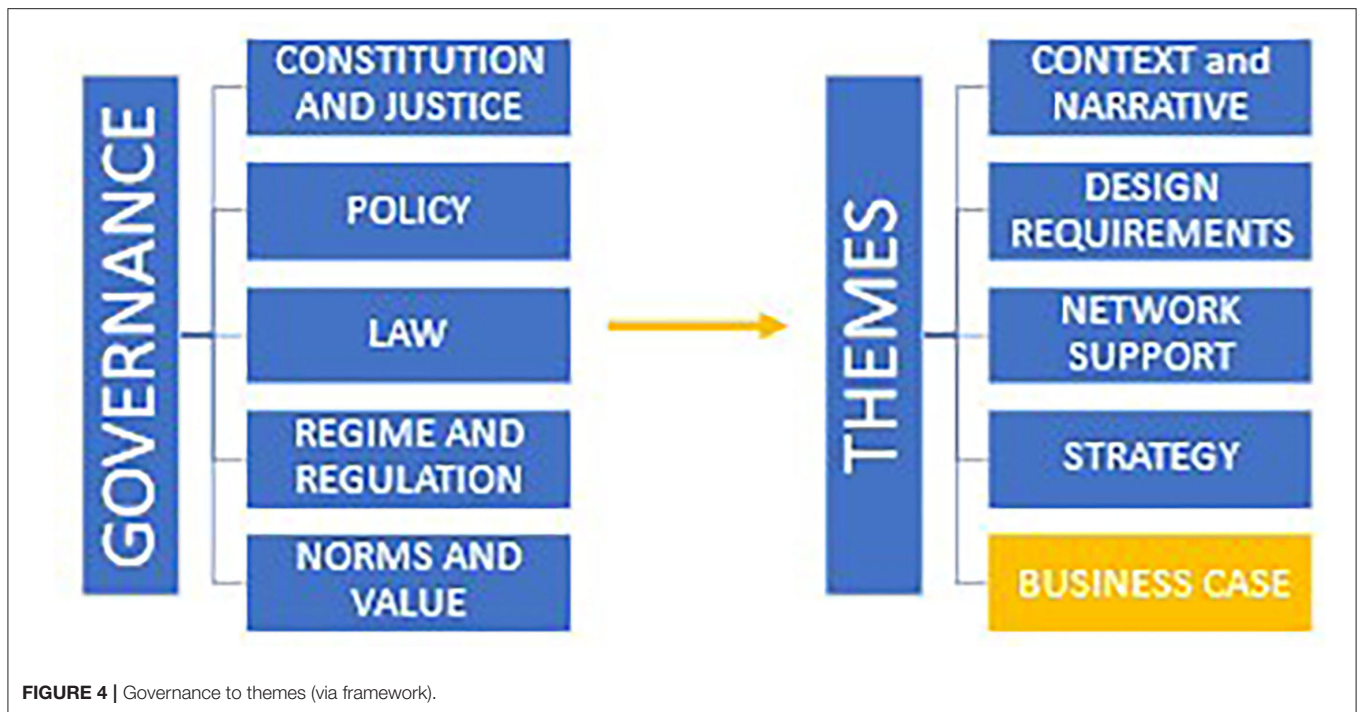 GOVERNANCE
CONSTITUTION
AND JUSTICE
POLICY
LAW
REGIME AND
REGULATION
NORMS AND
VALUE
THEMES
CONTEXT and
NARRATIVE
DESIGN
REQUIREMENTS
NETWORK
SUPPORT
STRATEGY
BUSINESS CASE
FIGURE 4 | Governance to themes (via framework).